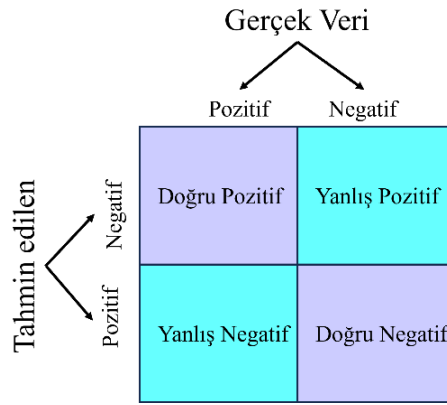 Gerçek Veri
Pozitif Negatif
Tahmin edilen
Negatif
Doğru Pozitif Yanlış Pozitif
Pozitif
Yanlış Negatif Doğru Negatif